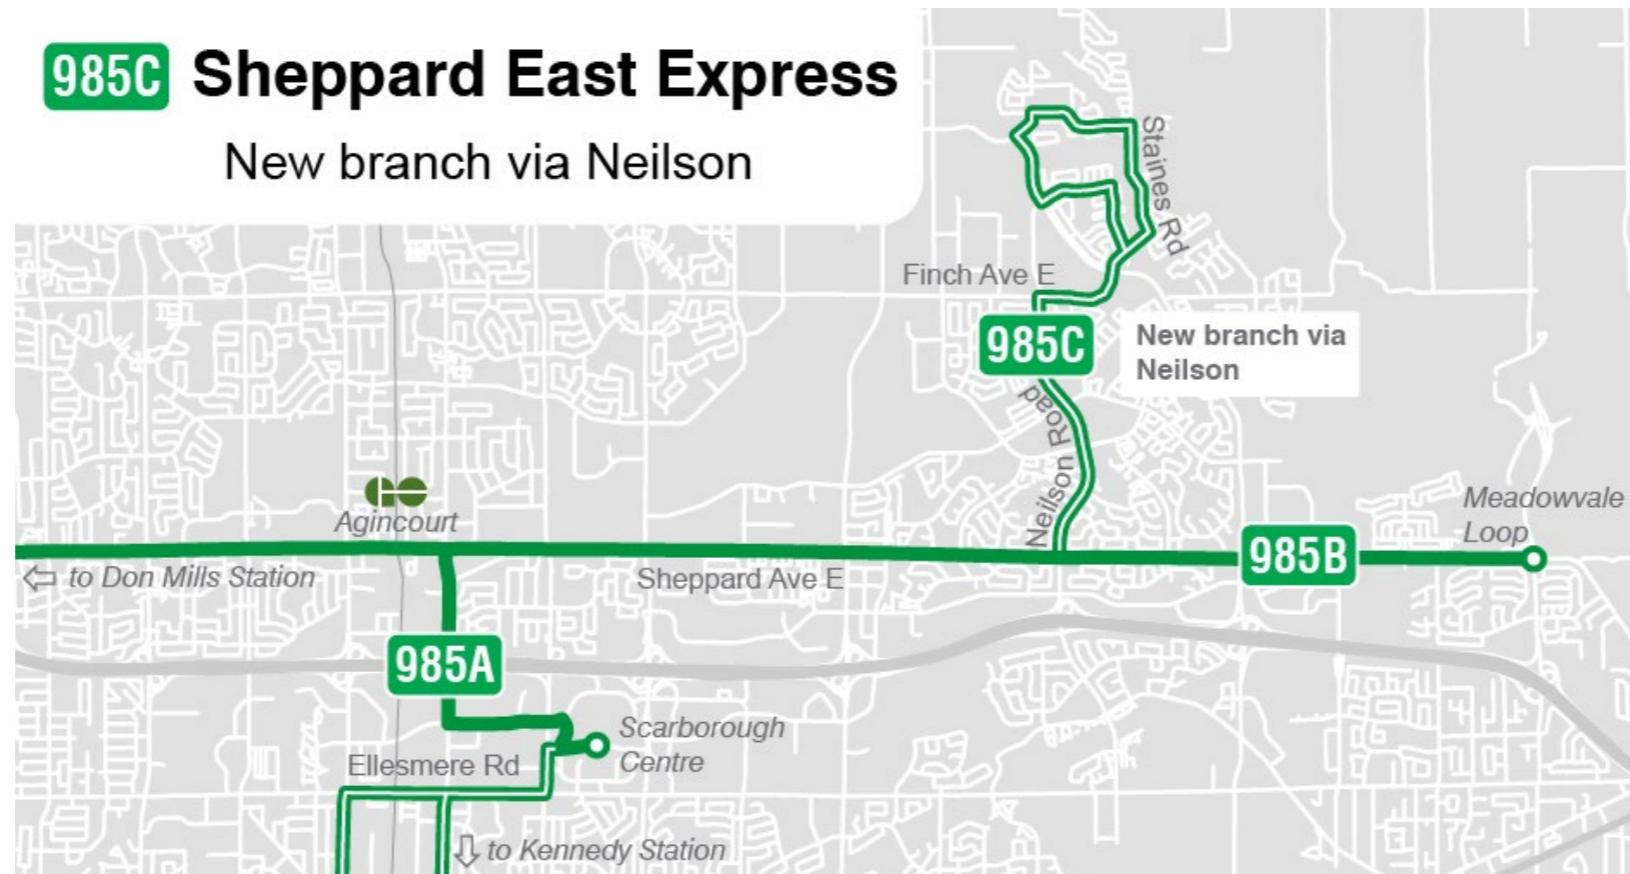 985C Sheppard East Express
New branch via Neilson
Staines Rd
Finch Ave E
985C
New branch via
Neilson
Neilson Road
Agincourt
Meadowvale
Loop
985B
to Don Mills Station
Sheppard Ave E
985A
Scarborough
Centre
Ellesmere Rd
to Kennedy Station